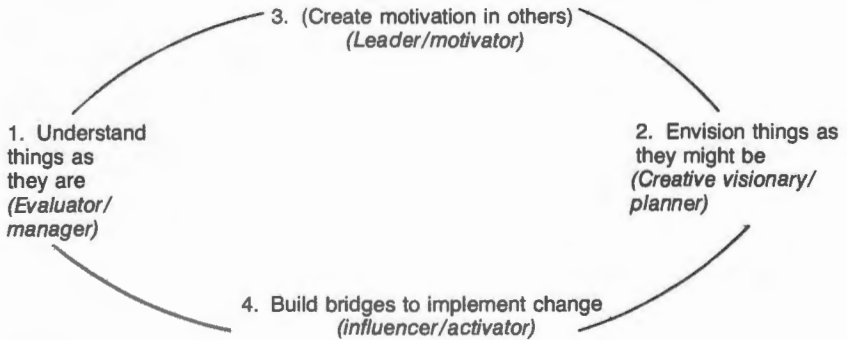 3. (Create motivation in others)
(Leader/motivator)
1. Understand
things as
they are
(Evaluator/
manager)
2. Envision things as
they might be
(Creative visionary/
planner)
4. Build bridges to implement change
(influencer/activator)